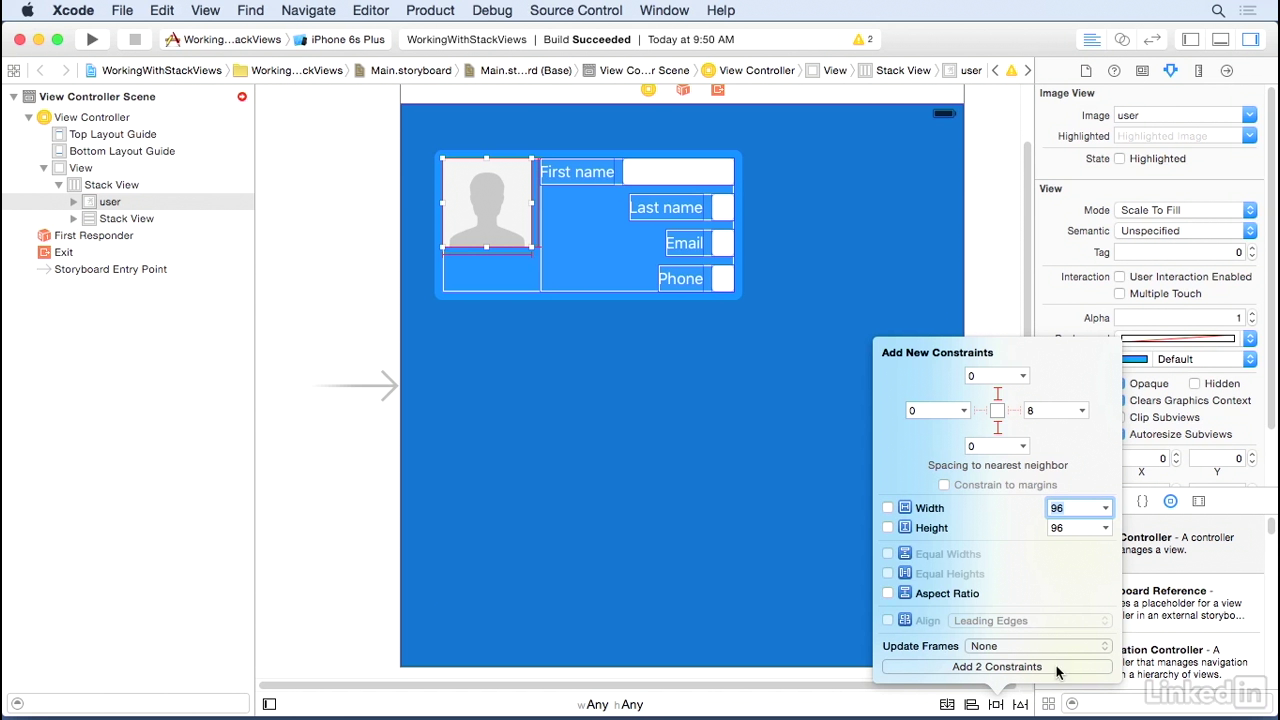 Xcode File Edit View Find Navigate Editor Product Debug Source Control Window Help
Working...ackViews iPhone 6s Plus WorkingWithStackViews Build Succeeded Today at 9:50 AM 2
WorkingWithStackViews Working...ckViews Main.storyboard Main.st...rd (Base) View Co...r Scene View Controller View Stack View user
View Controller Scene
View Controller
Top Layout Guide
Bottom Layout Guide
View
Stack View
user
Stack View
First Responder
Exit
Storyboard Entry Point
First name
Last name
Email
Phone
Image View
Image user
Highlighted Highlighted Image
State Highlighted
View
Mode Scale To Fill
Semantic Unspecified
Tag 0
Interaction User Interaction Enabled
Multiple Touch
Alpha 1
Default
Opaque Hidden
Clears Graphics Context
Clip Subviews
Autoresize Subviews
0 0
X Y
Add New Constraints
0
0 8
0
Spacing to nearest neighbor
Constrain to margins
Width 96
Height 96
Equal Widths
Equal Heights
Aspect Ratio
Align Leading Edges
Update Frames None
Add 2 Constraints
Controller - A controller
anages a view.
board Reference -
es a placeholder for a view
ler in an external storybo...
ation Controller - A
ler that manages navigation
h a hierarchy of views.
wAny hAny
Linked in